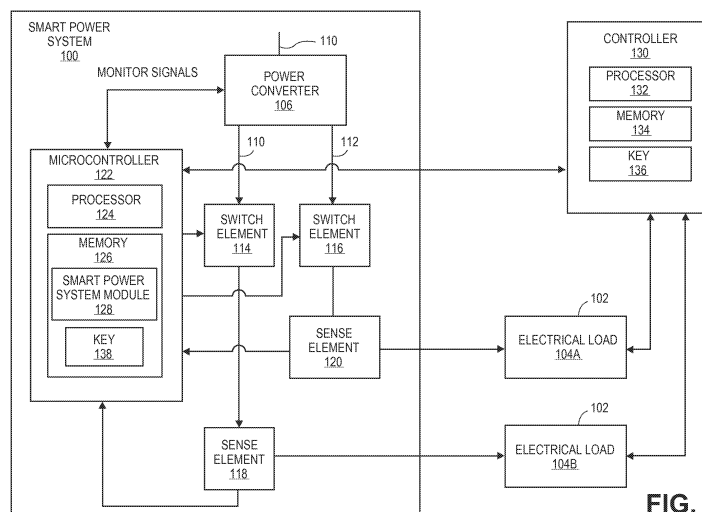 SMART POWER
SYSTEM
100
110
MONITOR SIGNALS
POWER
CONVERTER
106
110
112
MICROCONTROLLER
122
PROCESSOR
124
MEMORY
126
SMART POWER
SYSTEM MODULE
128
KEY
138
SWITCH
ELEMENT
114
SWITCH
ELEMENT
116
SENSE
ELEMENT
120
SENSE
ELEMENT
118
CONTROLLER
130
PROCESSOR
132
MEMORY
134
KEY
136
102
ELECTRICAL LOAD
104A
102
ELECTRICAL LOAD
104B
FIG.